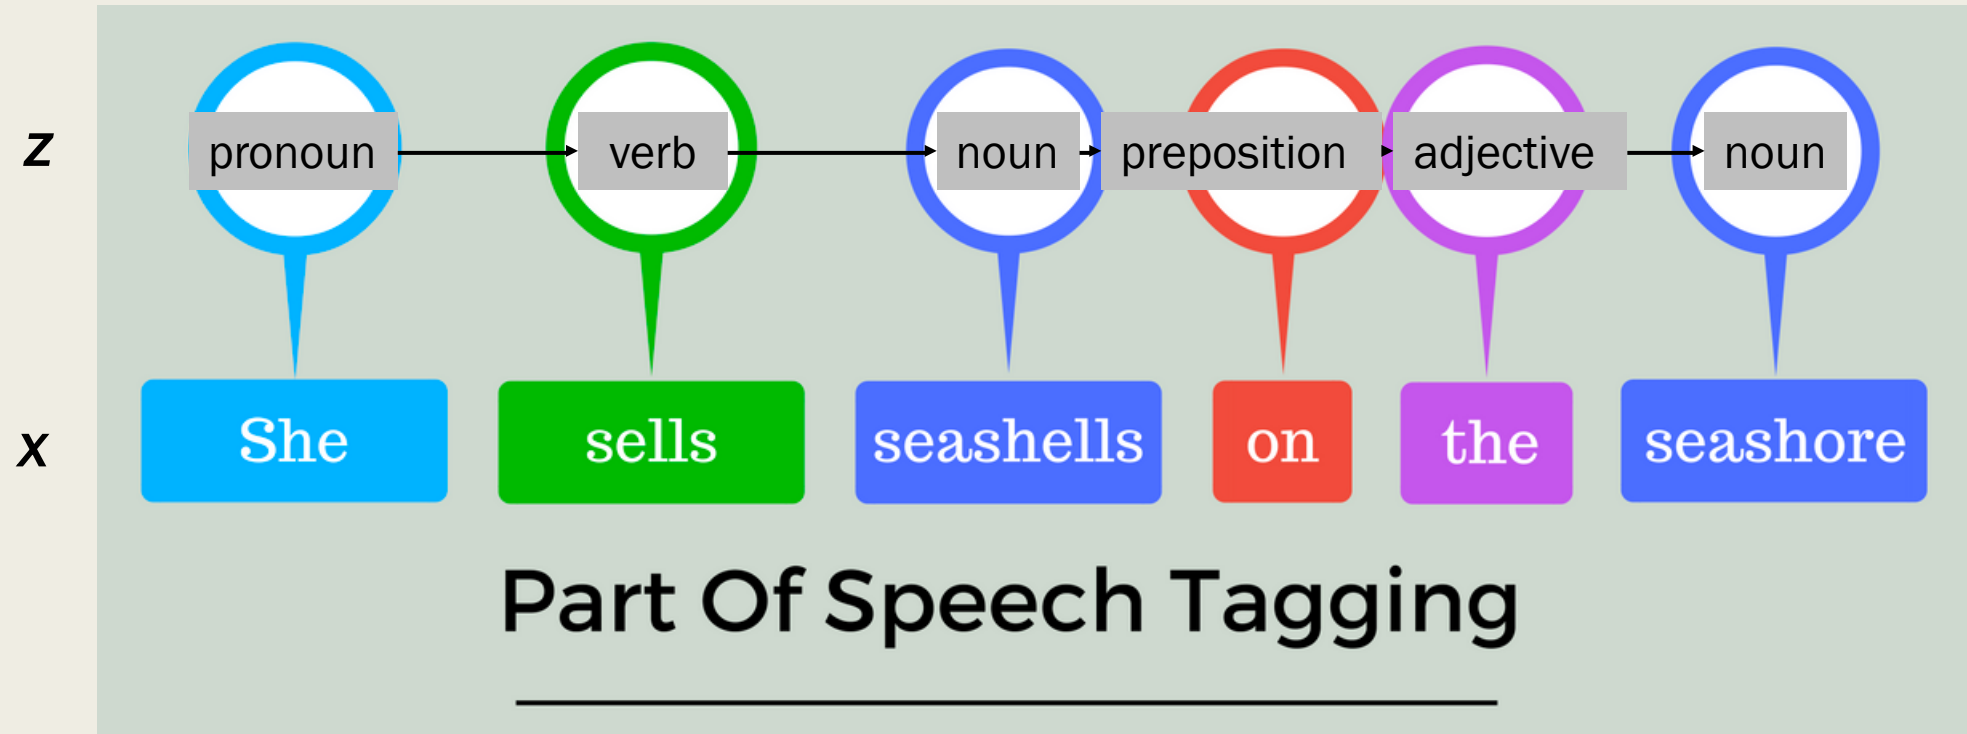 Z pronoun verb noun preposition adjective noun
X She sells seashells on the seashore
Part Of Speech Tagging